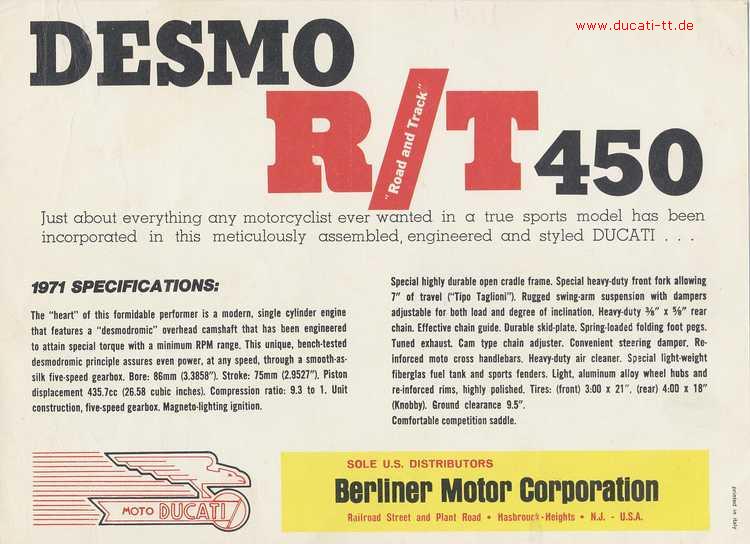 www.ducati-tt.de
DESMO
R/T 450
"Road and Track"
Just about everything any motorcyclist ever wanted in a true sports model has been
incorporated in this meticulously assembled, engineered and styled DUCATI . . .
1971 SPECIFICATIONS:
The "heart" of this formidable performer is a modern, single cylinder engine
that features a "desmodromic" overhead camshaft that has been engineered
to attain special torque with a minimum RPM range. This unique, bench-tested
desmodromic principle assures even power, at any speed, through a smooth-as-
silk five-speed gearbox. Bore: 86mm (3.3858"). Stroke: 75mm (2.9527"). Piston
displacement 435.7cc (26.58 cubic inches). Compression ratio: 9.3 to 1. Unit
construction, five-speed gearbox. Magneto-lighting ignition.
Special highly durable open cradle frame. Special heavy-duty front fork allowing
7" of travel ("Tipo Taglioni"). Rugged swing-arm suspension with dampers
adjustable for both load and degree of inclination. Heavy-duty ⅜" x ⅝" rear
chain. Effective chain guide. Durable skid-plate. Spring-loaded folding foot pegs.
Tuned exhaust. Cam type chain adjuster. Convenient steering damper. Re-
inforced moto cross handlebars. Heavy-duty air cleaner. Special light-weight
fiberglas fuel tank and sports fenders. Light, aluminum alloy wheel hubs and
re-inforced rims, highly polished. Tires: (front) 3:00 x 21", (rear) 4:00 x 18"
(Knobby). Ground clearance 9.5".
Comfortable competition saddle.
MOTO DUCATI
SOLE U.S. DISTRIBUTORS
Berliner Motor Corporation
Railroad Street and Plant Road • Hasbrouck-Heights • N.J. - U.S.A.
printed in italy